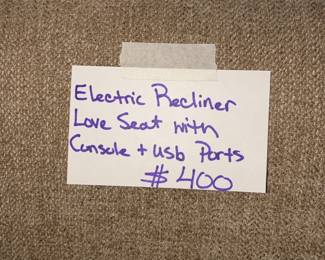 Electric Recliner
Love Seat with
Console + usb Ports
$ 400